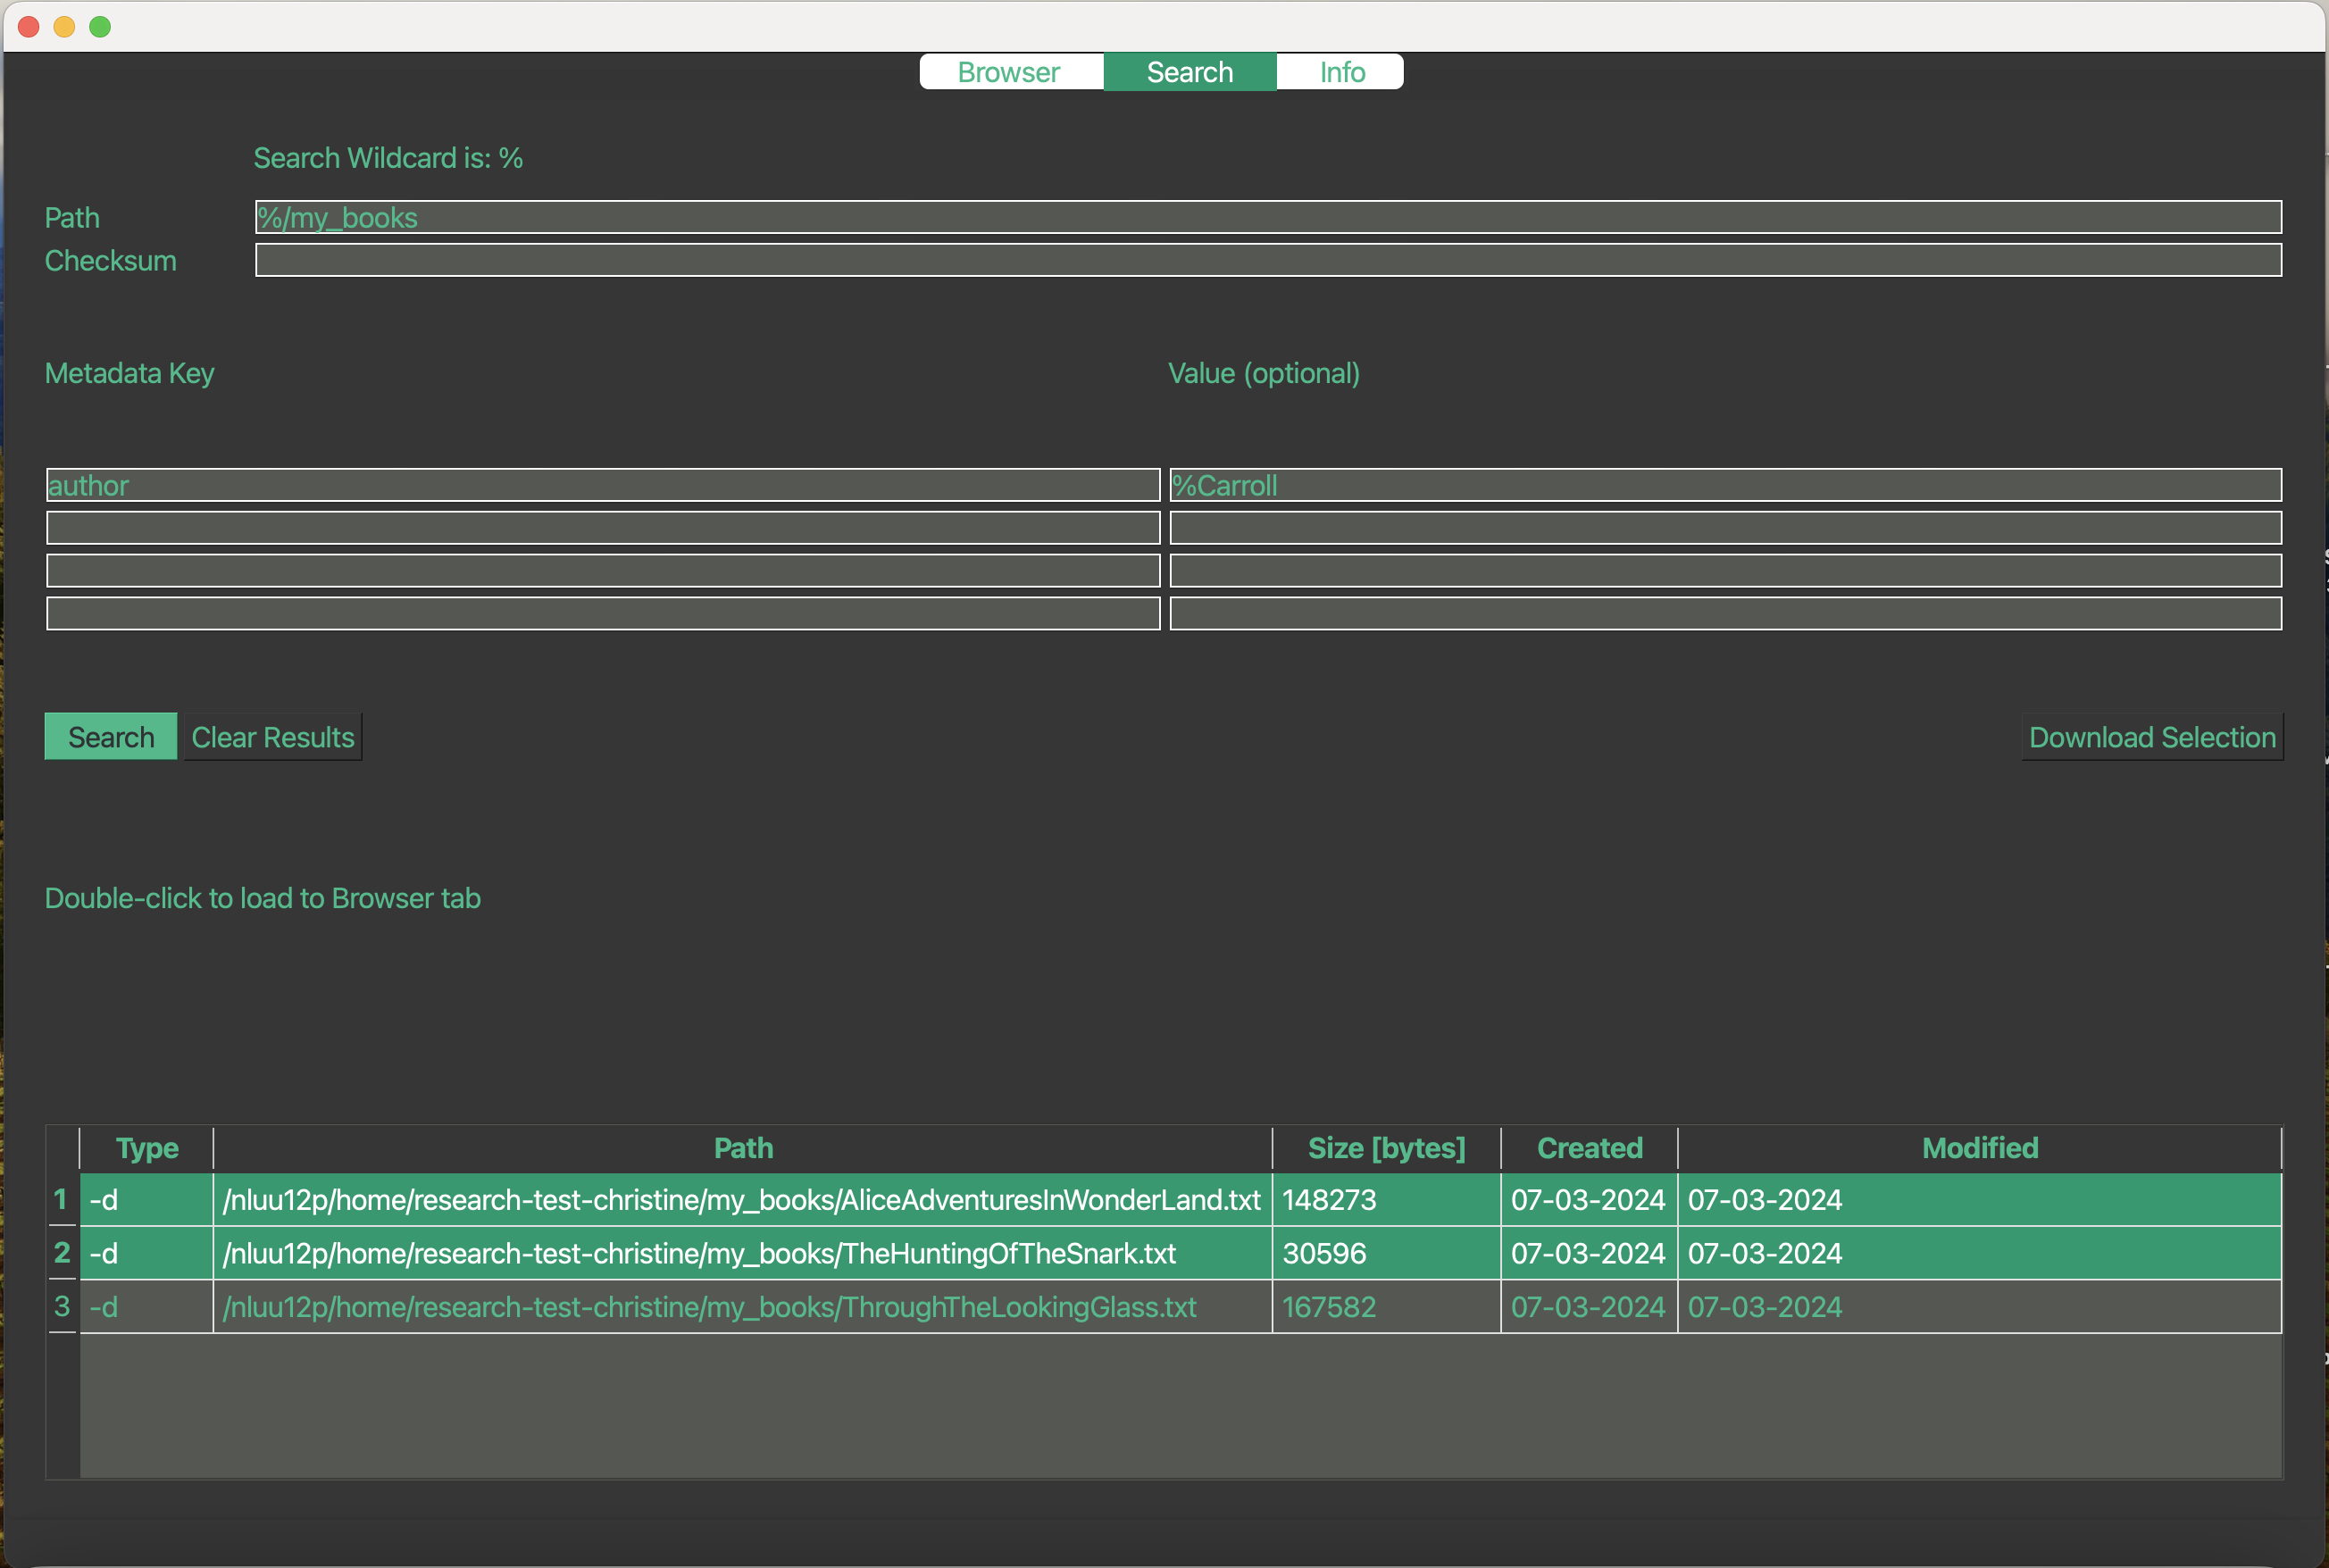 Browser Search Info
Search Wildcard is: %
Path %/my_books
Checksum
Metadata Key Value (optional)
author %Carroll
Search Clear Results Download Selection
Double-click to load to Browser tab
Type Path Size [bytes] Created Modified
1 -d /nluu12p/home/research-test-christine/my_books/AliceAdventuresInWonderLand.txt 148273 07-03-2024 07-03-2024
2 -d /nluu12p/home/research-test-christine/my_books/TheHuntingOfTheSnark.txt 30596 07-03-2024 07-03-2024
3 -d /nluu12p/home/research-test-christine/my_books/ThroughTheLookingGlass.txt 167582 07-03-2024 07-03-2024